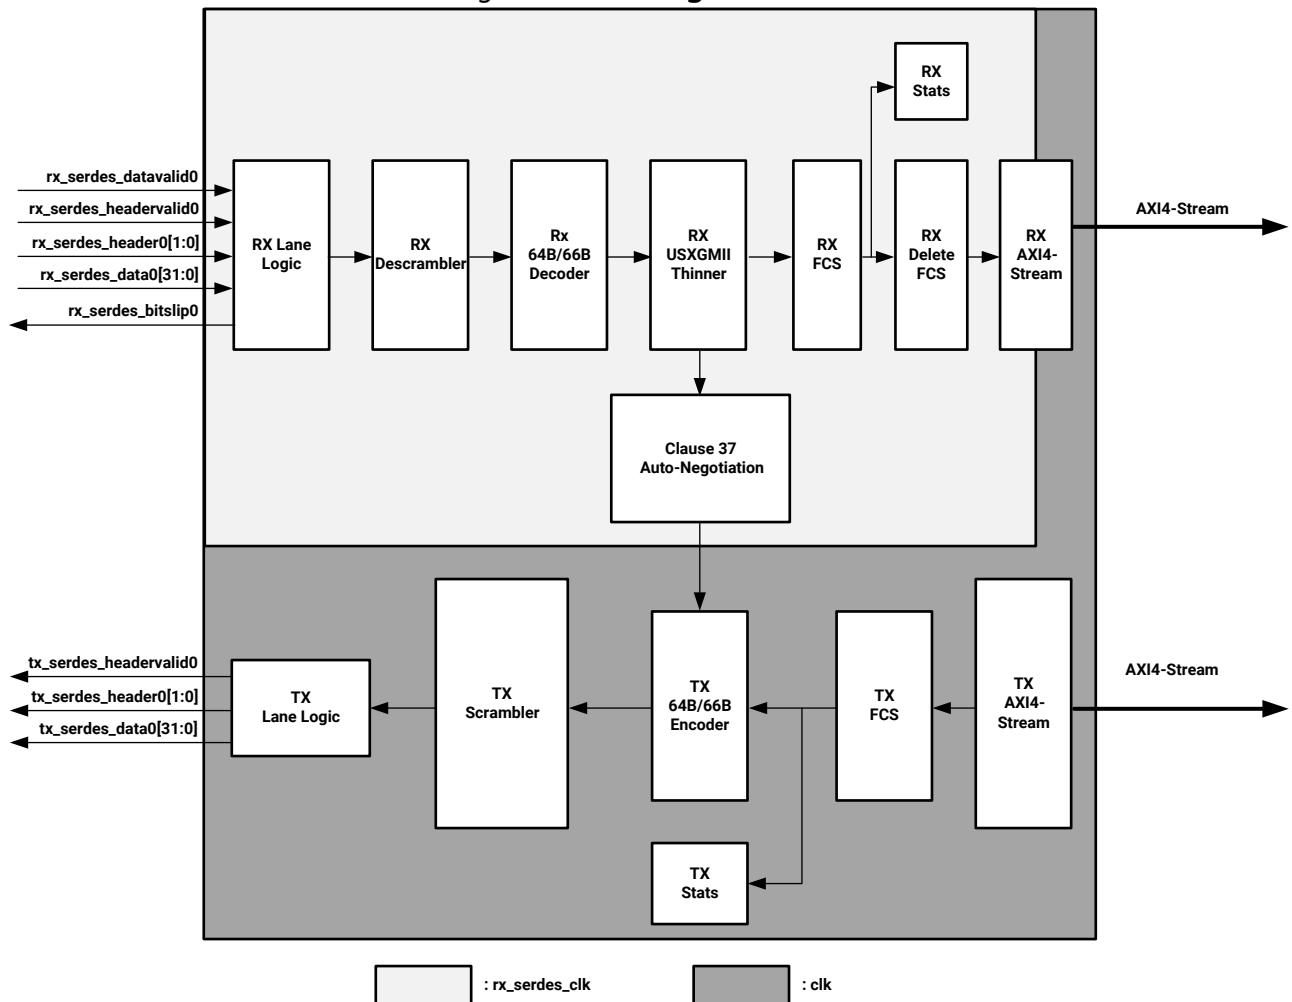 RX
Stats
rx_serdes_datavalid0
rx_serdes_headervalid0
rx_serdes_header0[1:0]
rx_serdes_data0[31:0]
rx_serdes_bitslip0
RX Lane
Logic
RX
Descrambler
Rx
64B/66B
Decoder
RX
USXGMII
Thinner
RX
FCS
RX
Delete
FCS
RX
AXI4-
Stream
AXI4-Stream
Clause 37
Auto-Negotiation
tx_serdes_headervalid0
tx_serdes_header0[1:0]
tx_serdes_data0[31:0]
TX
Lane Logic
TX
Scrambler
TX
64B/66B
Encoder
TX
FCS
TX
AXI4-
Stream
AXI4-Stream
TX
Stats
: rx_serdes_clk
: clk